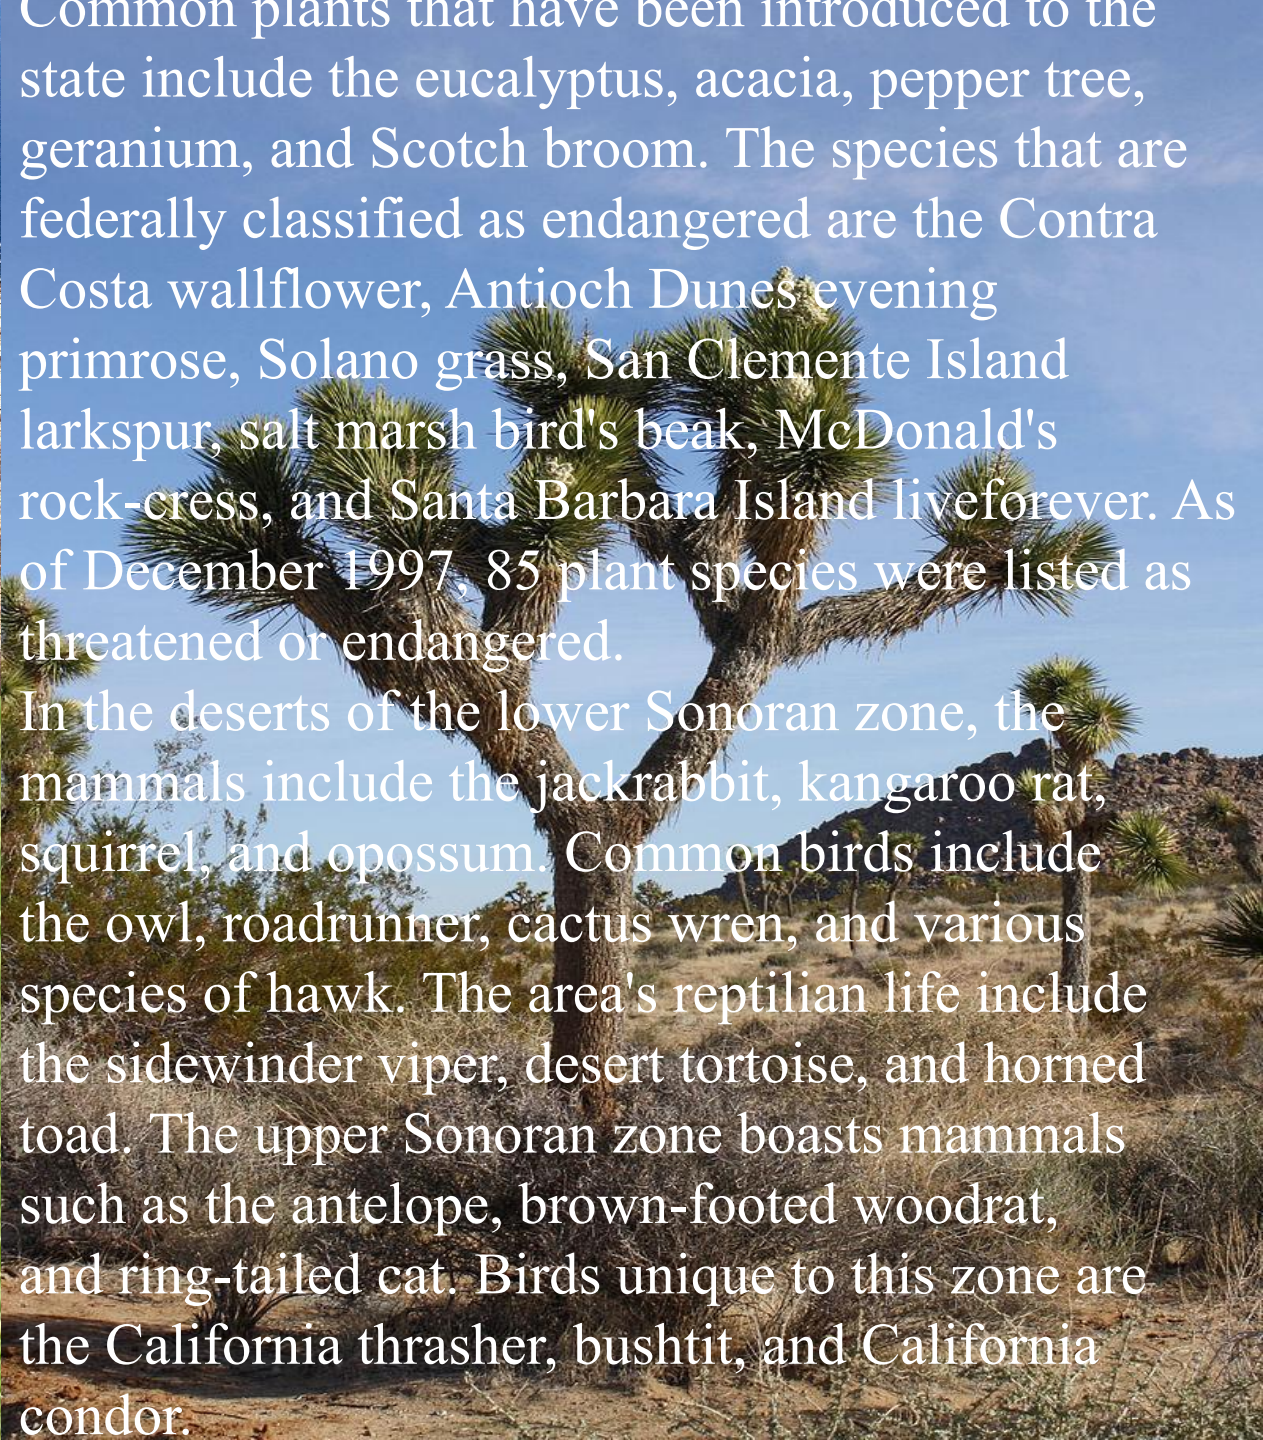 Common plants that have been introduced to the
state include the eucalyptus, acacia, pepper tree,
geranium, and Scotch broom. The species that are
federally classified as endangered are the Contra
Costa wallflower, Antioch Dunes evening
primrose, Solano grass, San Clemente Island
larkspur, salt marsh bird's beak, McDonald's
rock-cress, and Santa Barbara Island liveforever. As
of December 1997, 85 plant species were listed as
threatened or endangered.
In the deserts of the lower Sonoran zone, the
mammals include the jackrabbit, kangaroo rat,
squirrel, and opossum. Common birds include
the owl, roadrunner, cactus wren, and various
species of hawk. The area's reptilian life include
the sidewinder viper, desert tortoise, and horned
toad. The upper Sonoran zone boasts mammals
such as the antelope, brown-footed woodrat,
and ring-tailed cat. Birds unique to this zone are
the California thrasher, bushtit, and California
condor.